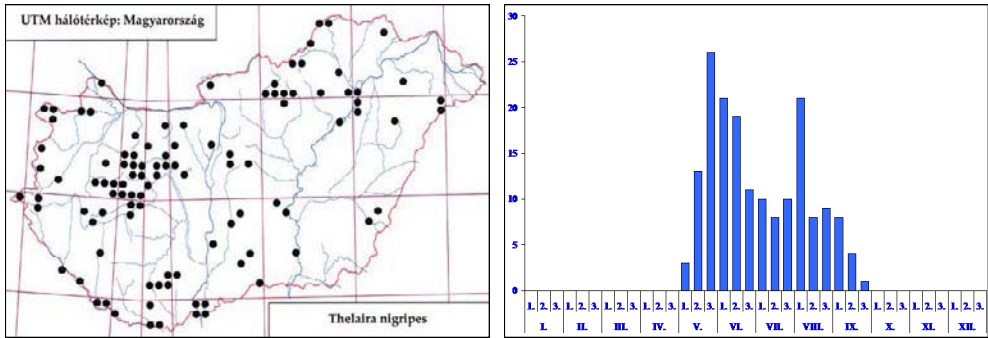 UTM hálótérkép: Magyarország
Thelaira nigripes
30
25
20
15
10
5
0
1. 2. 3. 1. 2. 3. 1. 2. 3. 1. 2. 3. 1. 2. 3. 1. 2. 3. 1. 2. 3. 1. 2. 3. 1. 2. 3. 1. 2. 3. 1. 2. 3. 1. 2. 3.
I. II. III. IV. V. VI. VII. VIII. IX. X. XI. XII.